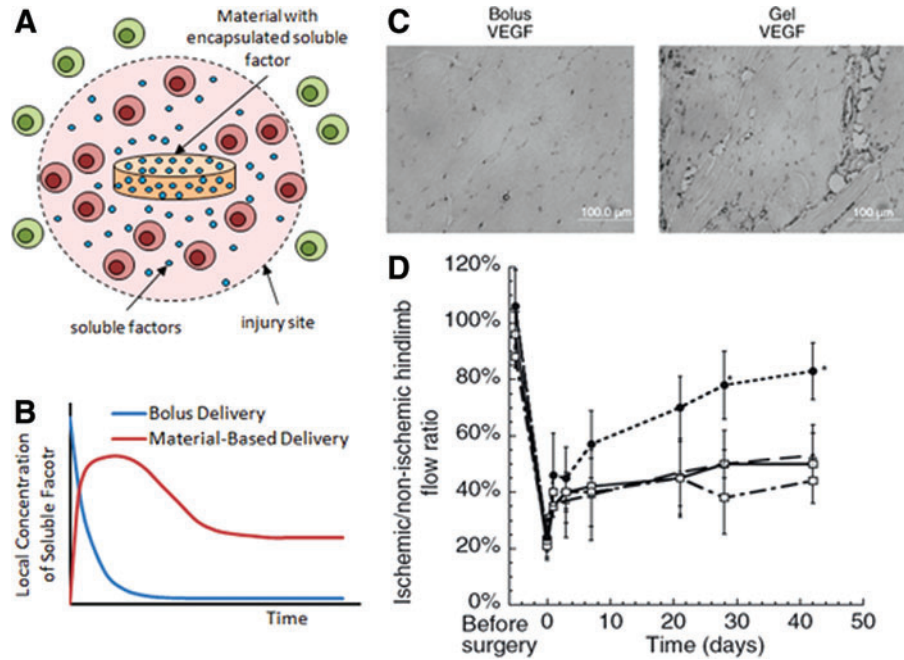 A
Material with
encapsulated soluble
factor
soluble factors
injury site
B
Bolus Delivery
Material-Based Delivery
Local Concentration
of Soluble Facotr
Time
C
Bolus
VEGF
Gel
VEGF
100.0 µm
100 µm
D
120%
100%
80%
60%
40%
20%
0%
Ischemic/non-ischemic hindlimb
flow ratio
Before
surgery
0 10 20 30 40 50
Time (days)